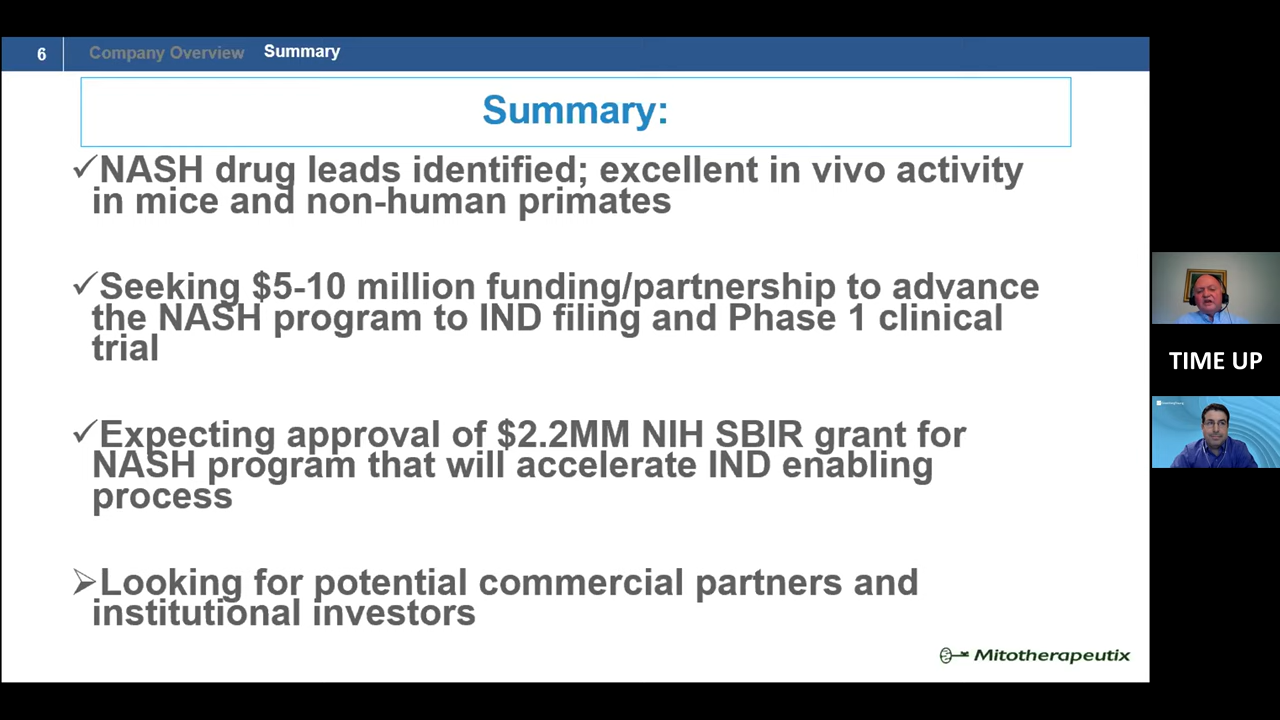 6
Company Overview
Summary
Summary:
NASH drug leads identified; excellent in vivo activity
in mice and non-human primates
Seeking $5-10 million funding/partnership to advance
the NASH program to IND filing and Phase 1 clinical
trial
Expecting approval of $2.2MM NIH SBIR grant for
NASH program that will accelerate IND enabling
process
Looking for potential commercial partners and
institutional investors
Mitotherapeutix
TIME UP